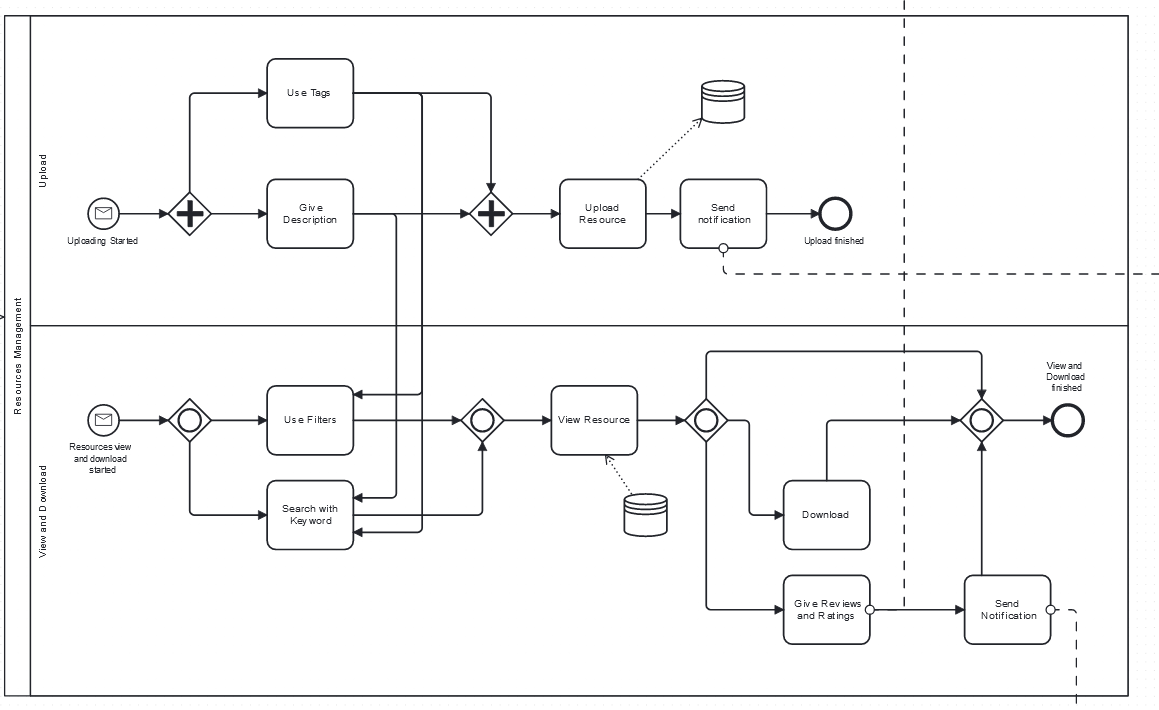 Resources Management
Upload
Use Tags
Uploading Started
Give
Description
Upload
Resource
Send
notification
Upload finished
View and Download
Resources view
and download
started
Use Filters
Search with
Keyword
View Resource
Download
Give Reviews
and Ratings
Send
Notification
View and
Download
finished